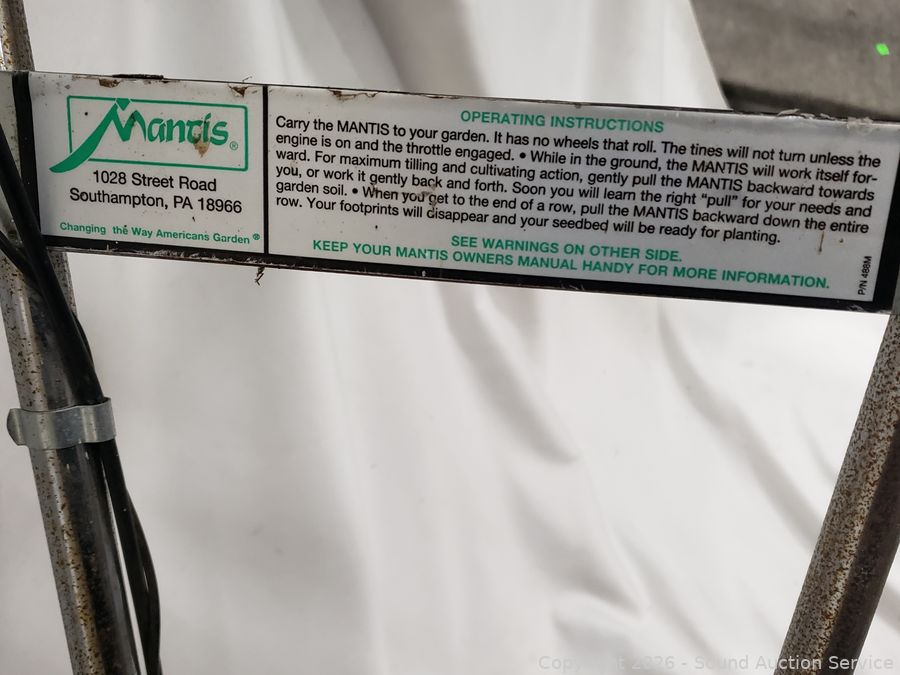 Mantis®
1028 Street Road
Southampton, PA 18966
Changing the Way Americans Garden®
OPERATING INSTRUCTIONS
Carry the MANTIS to your garden. It has no wheels that roll. The tines will not turn unless the
engine is on and the throttle engaged. • While in the ground, the MANTIS will work itself for-
ward. For maximum tilling and cultivating action, gently pull the MANTIS backward towards
you, or work it gently back and forth. Soon you will learn the right "pull" for your needs and
garden soil. • When you get to the end of a row, pull the MANTIS backward down the entire
row. Your footprints will disappear and your seedbed will be ready for planting.
SEE WARNINGS ON OTHER SIDE.
KEEP YOUR MANTIS OWNERS MANUAL HANDY FOR MORE INFORMATION.
P/N 488M
Copyright 2026 - Sound Auction Service